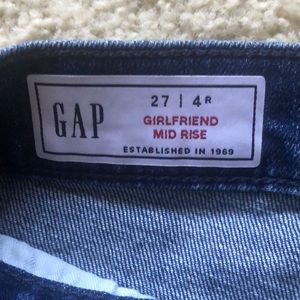 GAP
27 | 4R
GIRLFRIEND
MID RISE
ESTABLISHED IN 1969